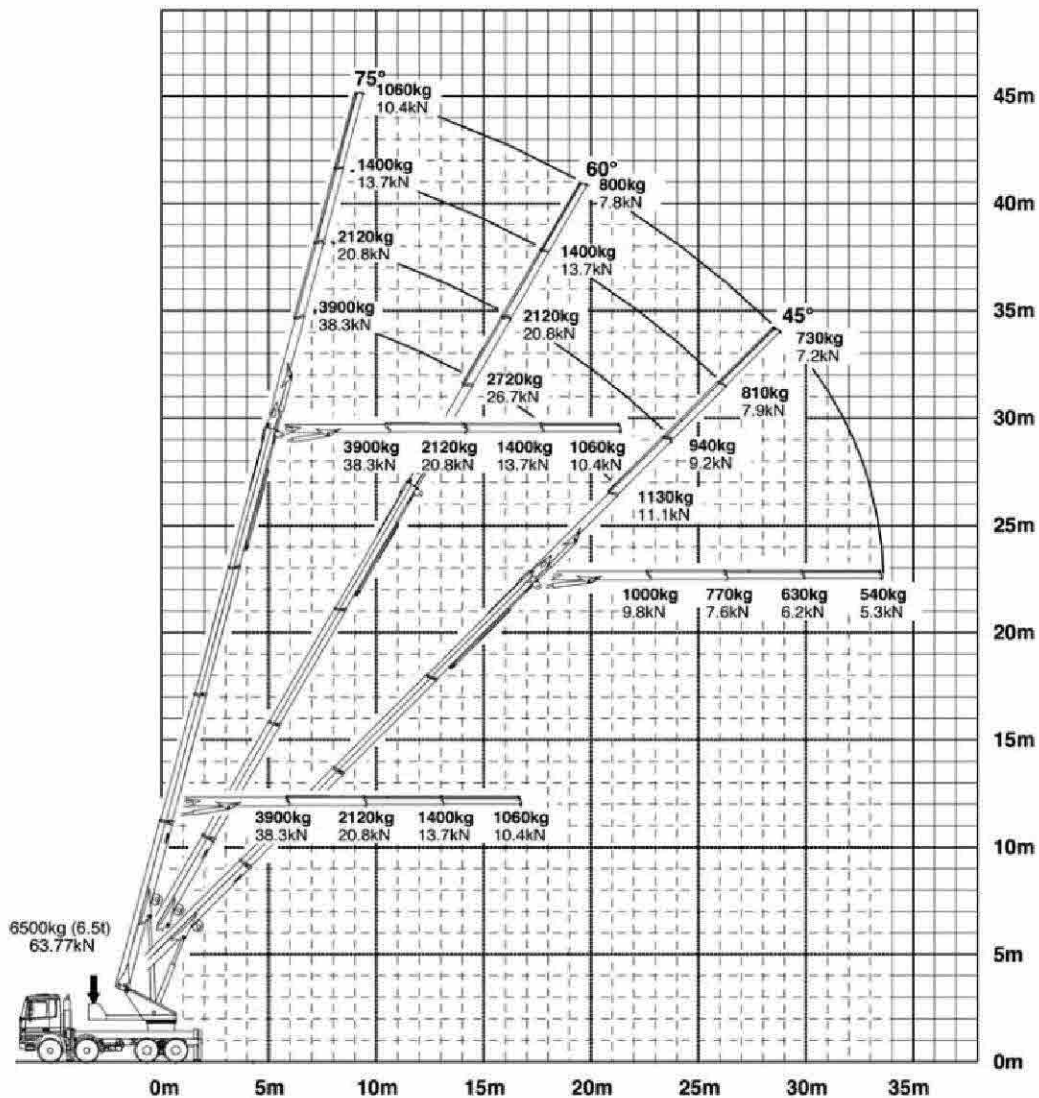 75°
1060kg
10.4kN
45m
1400kg
13.7kN
60°
800kg
7.8kN
40m
2120kg
20.8kN
1400kg
13.7kN
3900kg
38.3kN
2120kg
20.8kN
45°
35m
730kg
7.2kN
2720kg
26.7kN
810kg
7.9kN
30m
3900kg
38.3kN
2120kg
20.8kN
1400kg
13.7kN
1060kg
10.4kN
940kg
9.2kN
1130kg
11.1kN
25m
1000kg
9.8kN
770kg
7.6kN
630kg
6.2kN
540kg
5.3kN
20m
15m
3900kg
38.3kN
2120kg
20.8kN
1400kg
13.7kN
1060kg
10.4kN
10m
6500kg (6.5t)
63.77kN
5m
0m
0m 5m 10m 15m 20m 25m 30m 35m